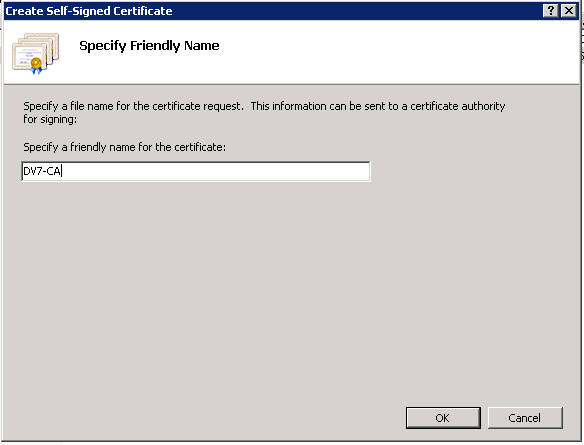 Create Self-Signed Certificate
Specify Friendly Name
Specify a file name for the certificate request.  This information can be sent to a certificate authority
for signing:
Specify a friendly name for the certificate:
DV7-CA
OK
Cancel